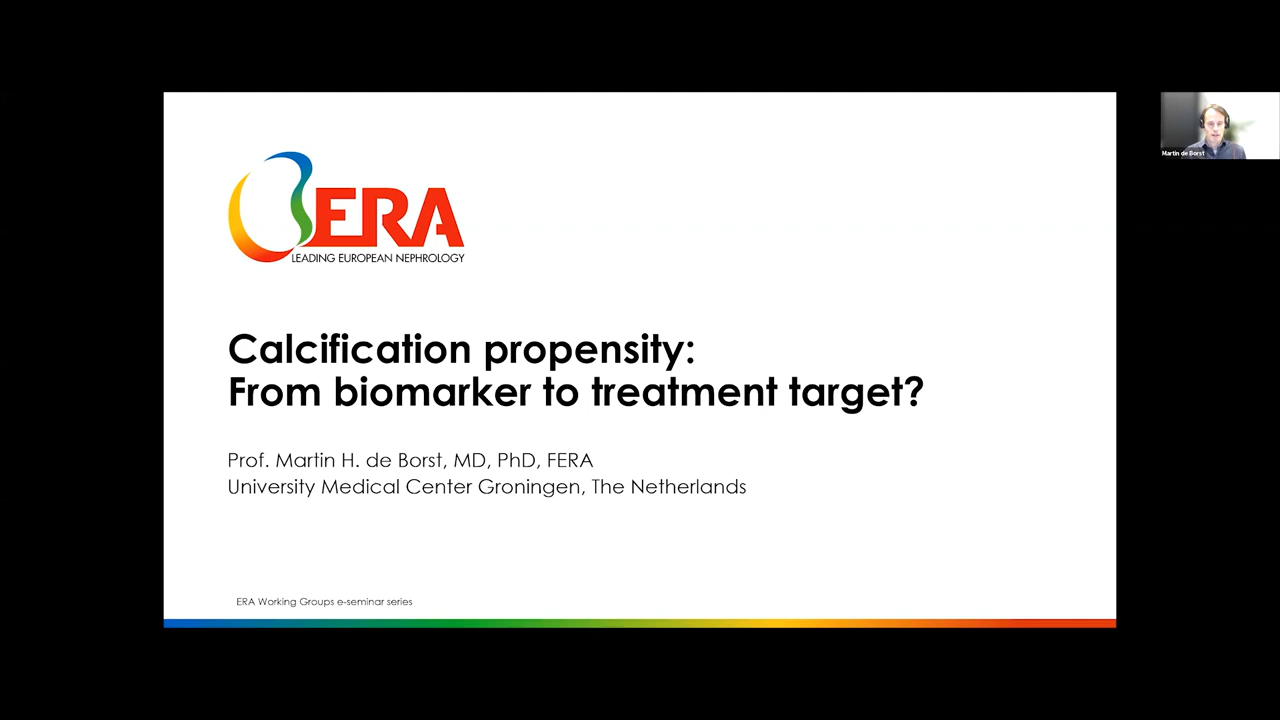 ERA
LEADING EUROPEAN NEPHROLOGY
Martin de Borst
Calcification propensity:
From biomarker to treatment target?
Prof. Martin H. de Borst, MD, PhD, FERA
University Medical Center Groningen, The Netherlands
ERA Working Groups e-seminar series